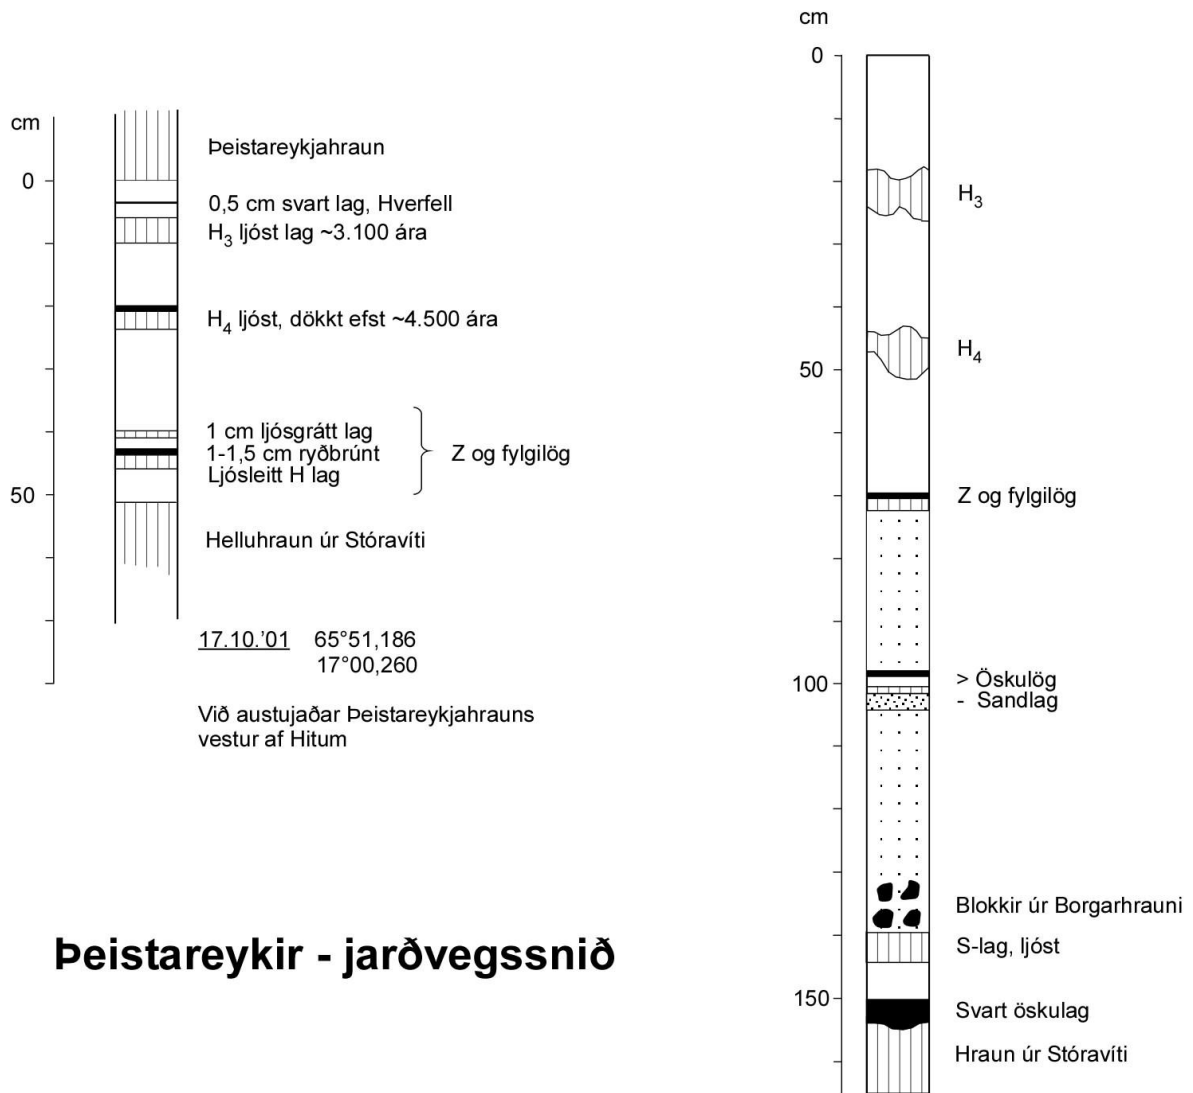 cm
Þeistareykjahraun
0
0,5 cm svart lag, Hverfell
H3 ljóst lag ~3.100 ára
H4 ljóst, dökkt efst ~4.500 ára
1 cm ljósgrátt lag
1-1,5 cm ryðbrúnt
Ljósleitt H lag
Z og fylgilög
50
Helluhraun úr Stóravíti
17.10.'01 65°51,186
17°00,260
Við austujaðar Þeistareykjahrauns
vestur af Hitum
Þeistareykir - jarðvegssnið
cm
0
H3
H4
50
Z og fylgilög
100
> Öskulög
- Sandlag
Blokkir úr Borgarhrauni
S-lag, ljóst
150
Svart öskulag
Hraun úr Stóravíti